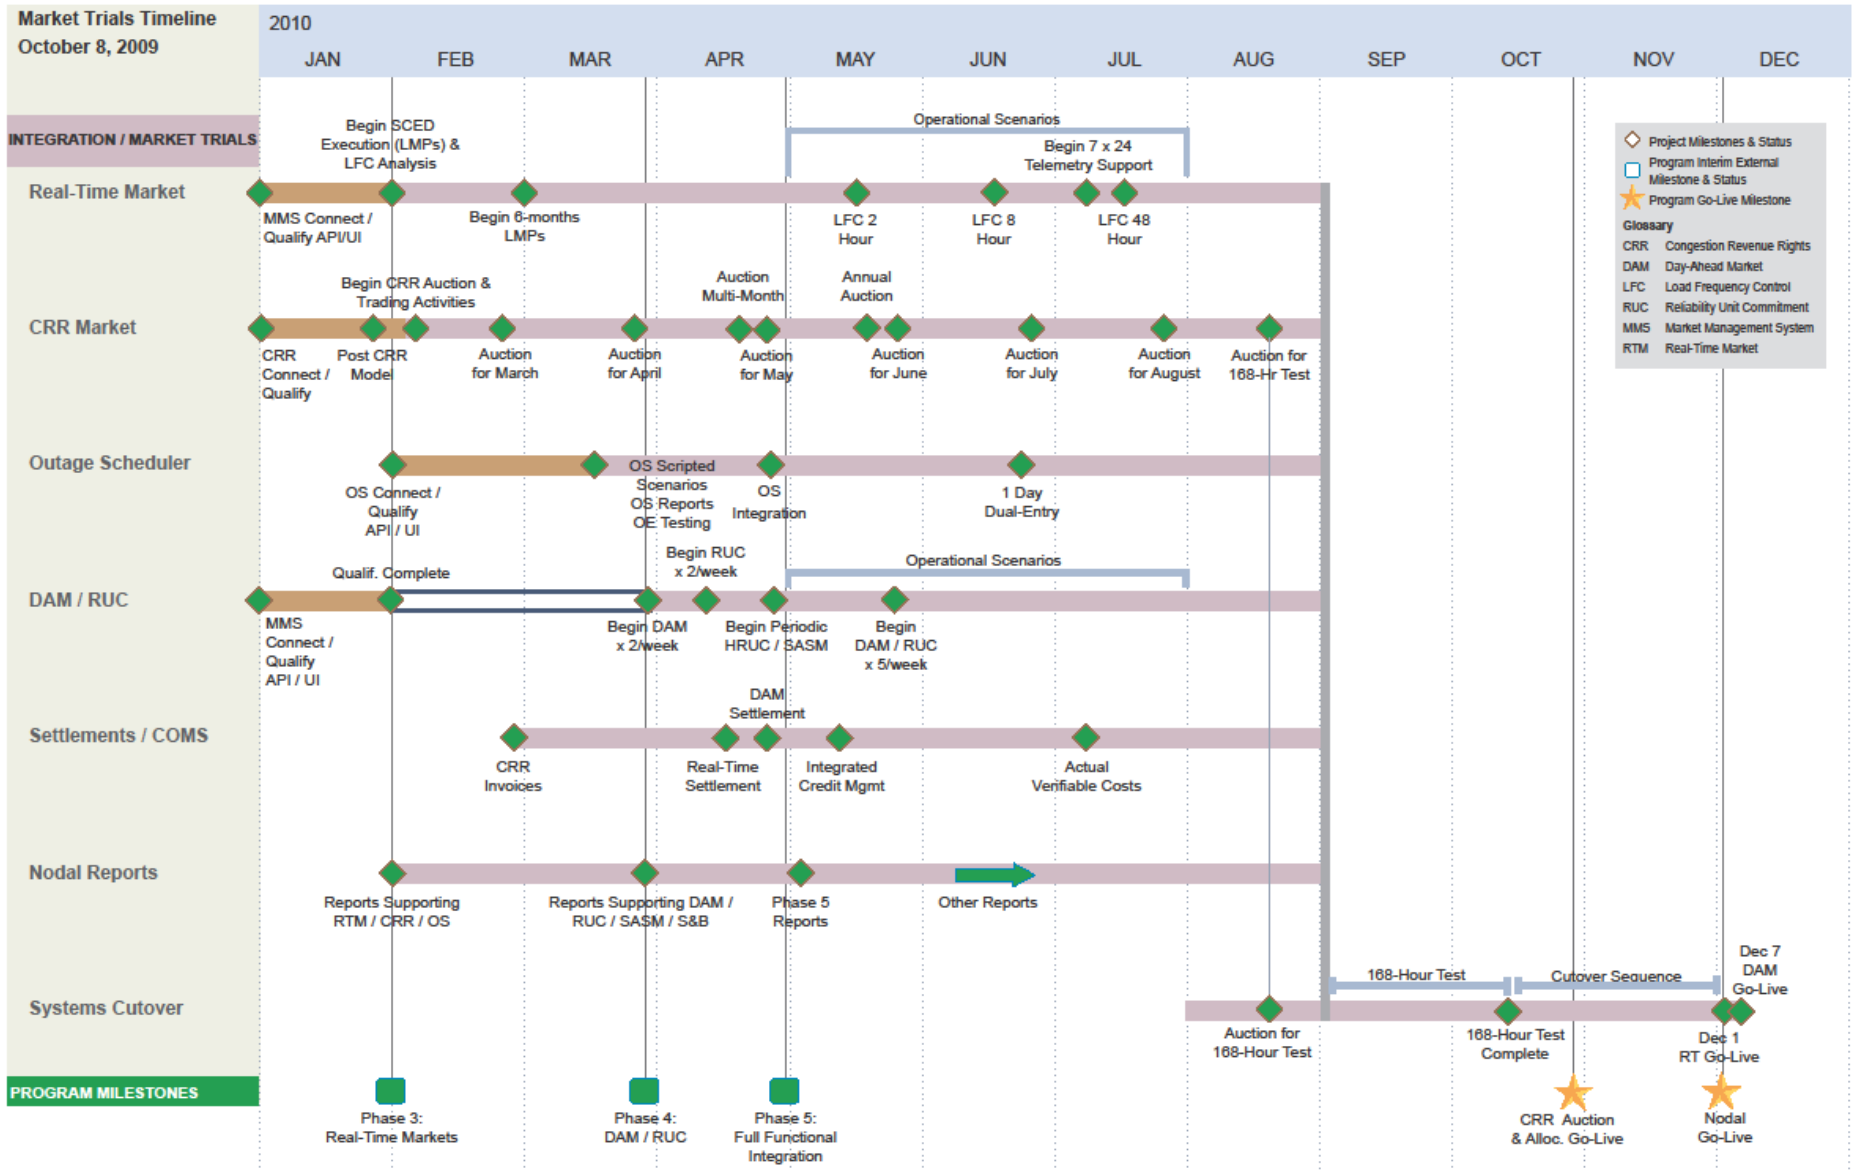 Market Trials Timeline
October 8, 2009
2010
JAN FEB MAR APR MAY JUN JUL AUG SEP OCT NOV DEC
INTEGRATION / MARKET TRIALS
Begin SCED
Execution (LMPs) &
LFC Analysis
Operational Scenarios
Begin 7 x 24
Telemetry Support
Real-Time Market
MMS Connect /
Qualify API/UI
Begin 6-months
LMPs
LFC 2
Hour
LFC 8
Hour
LFC 48
Hour
Project Milestones & Status
Program Interim External
Milestone & Status
Program Go-Live Milestone
Glossary
CRR Congestion Revenue Rights
DAM Day-Ahead Market
LFC Load Frequency Control
RUC Reliability Unit Commitment
MMS Market Management System
RTM Real-Time Market
Begin CRR Auction &
Trading Activities
Auction
Multi-Month
Annual
Auction
CRR Market
CRR
Connect /
Qualify
Post CRR
Model
Auction
for March
Auction
for April
Auction
for May
Auction
for June
Auction
for July
Auction
for August
Auction for
168-Hr Test
Outage Scheduler
OS Connect /
Qualify
API / UI
OS Scripted
Scenarios
OS Reports
OE Testing
OS
Integration
1 Day
Dual-Entry
Qualif. Complete
Begin RUC
x 2/week
Operational Scenarios
DAM / RUC
MMS
Connect /
Qualify
API / UI
Begin DAM
x 2/week
Begin Periodic
HRUC / SASM
Begin
DAM / RUC
x 5/week
DAM
Settlement
Settlements / COMS
CRR
Invoices
Real-Time
Settlement
Integrated
Credit Mgmt
Actual
Verifiable Costs
Nodal Reports
Reports Supporting
RTM / CRR / OS
Reports Supporting DAM /
RUC / SASM / S&B
Phase 5
Reports
Other Reports
168-Hour Test
Cutover Sequence
Dec 7
DAM
Go-Live
Systems Cutover
Auction for
168-Hour Test
168-Hour Test
Complete
Dec 1
RT Go-Live
PROGRAM MILESTONES
Phase 3:
Real-Time Markets
Phase 4:
DAM / RUC
Phase 5:
Full Functional
Integration
CRR Auction
& Alloc. Go-Live
Nodal
Go-Live